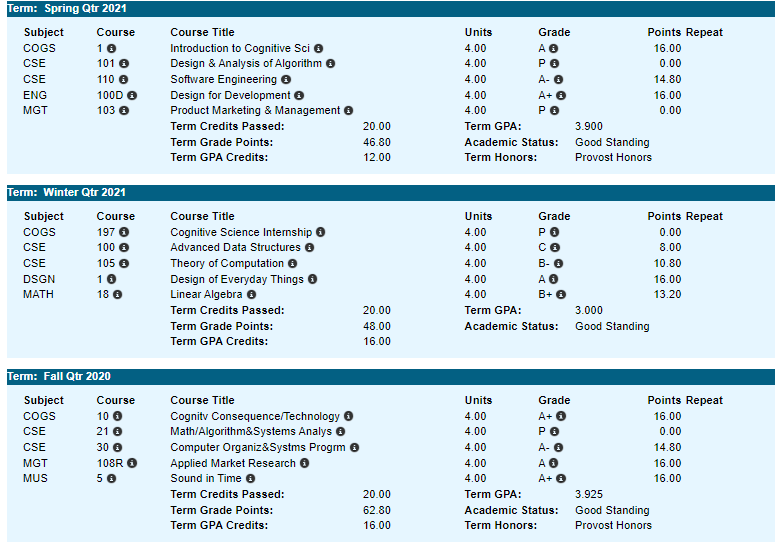 Term: Spring Qtr 2021
Subject Course Course Title Units Grade Points Repeat
COGS 1 Introduction to Cognitive Sci 4.00 A 16.00
CSE 101 Design & Analysis of Algorithm 4.00 P 0.00
CSE 110 Software Engineering 4.00 A- 14.80
ENG 100D Design for Development 4.00 A+ 16.00
MGT 103 Product Marketing & Management 4.00 P 0.00
Term Credits Passed: 20.00 Term GPA: 3.900
Term Grade Points: 46.80 Academic Status: Good Standing
Term GPA Credits: 12.00 Term Honors: Provost Honors
Term: Winter Qtr 2021
Subject Course Course Title Units Grade Points Repeat
COGS 197 Cognitive Science Internship 4.00 P 0.00
CSE 100 Advanced Data Structures 4.00 C 8.00
CSE 105 Theory of Computation 4.00 B- 10.80
DSGN 1 Design of Everyday Things 4.00 A 16.00
MATH 18 Linear Algebra 4.00 B+ 13.20
Term Credits Passed: 20.00 Term GPA: 3.000
Term Grade Points: 48.00 Academic Status: Good Standing
Term GPA Credits: 16.00
Term: Fall Qtr 2020
Subject Course Course Title Units Grade Points Repeat
COGS 10 Cognitv Consequence/Technology 4.00 A+ 16.00
CSE 21 Math/Algorithm&Systems Analys 4.00 P 0.00
CSE 30 Computer Organiz&Systms Progrm 4.00 A- 14.80
MGT 108R Applied Market Research 4.00 A 16.00
MUS 5 Sound in Time 4.00 A+ 16.00
Term Credits Passed: 20.00 Term GPA: 3.925
Term Grade Points: 62.80 Academic Status: Good Standing
Term GPA Credits: 16.00 Term Honors: Provost Honors